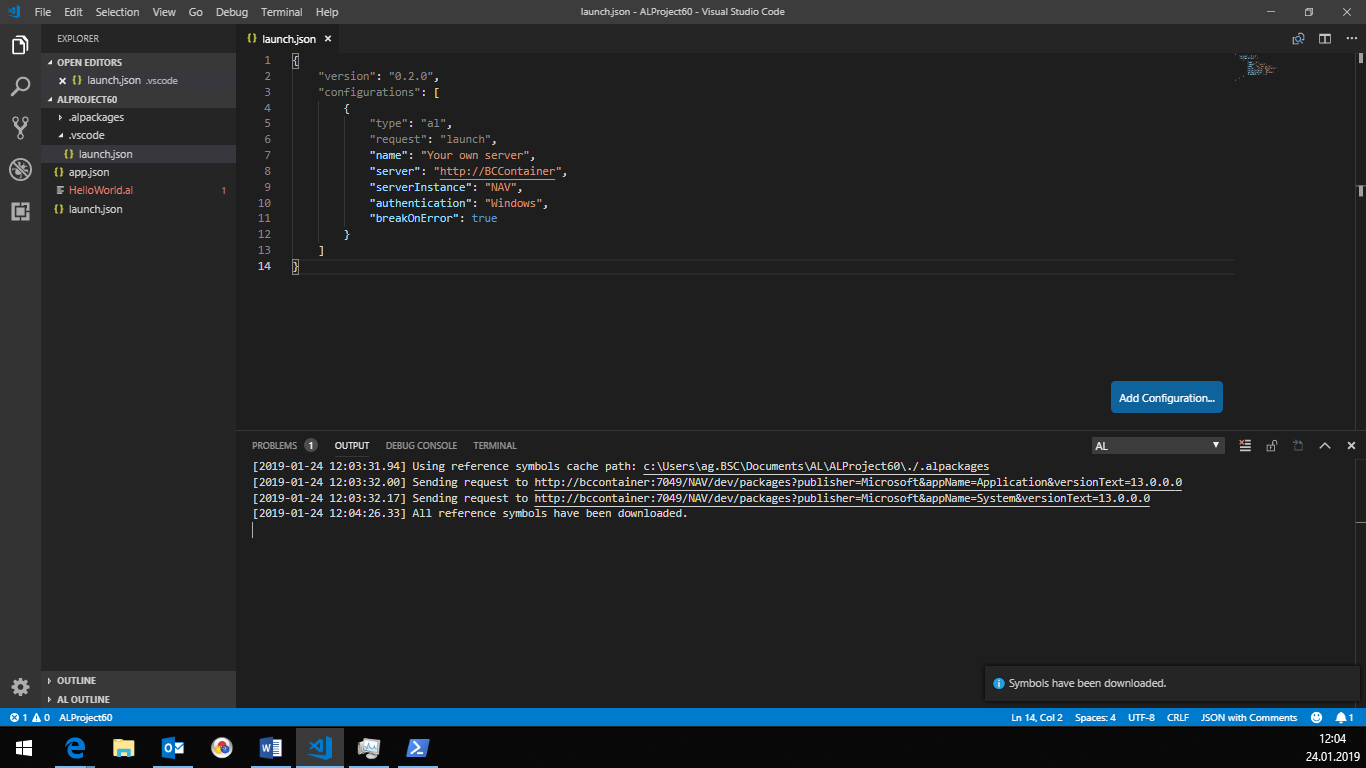 File Edit Selection View Go Debug Terminal Help
launch.json - ALProject60 - Visual Studio Code
EXPLORER
OPEN EDITORS
launch.json .vscode
ALPROJECT60
.alpackages
.vscode
launch.json
app.json
HelloWorld.al 1
launch.json
OUTLINE
AL OUTLINE
launch.json
1 {
2 "version": "0.2.0",
3 "configurations": [
4 {
5 "type": "al",
6 "request": "launch",
7 "name": "Your own server",
8 "server": "http://BCContainer",
9 "serverInstance": "NAV",
10 "authentication": "Windows",
11 "breakOnError": true
12 }
13 ]
14 }
Add Configuration...
PROBLEMS 1 OUTPUT DEBUG CONSOLE TERMINAL
AL
[2019-01-24 12:03:31.94] Using reference symbols cache path: c:\Users\ag.BSC\Documents\AL\ALProject60\./.alpackages
[2019-01-24 12:03:32.00] Sending request to http://bccontainer:7049/NAV/dev/packages?publisher=Microsoft&appName=Application&versionText=13.0.0.0
[2019-01-24 12:03:32.17] Sending request to http://bccontainer:7049/NAV/dev/packages?publisher=Microsoft&appName=System&versionText=13.0.0.0
[2019-01-24 12:04:26.33] All reference symbols have been downloaded.
Symbols have been downloaded.
1 0 ALProject60
Ln 14, Col 2 Spaces: 4 UTF-8 CRLF JSON with Comments 1
12:04
24.01.2019